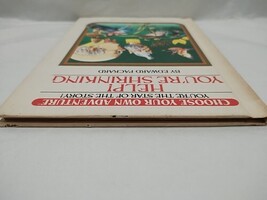 CHOOSE YOUR OWN ADVENTURE
YOU'RE THE STAR OF THE STORY!
HELP!
YOU'RE SHRINKING
BY EDWARD PACKARD